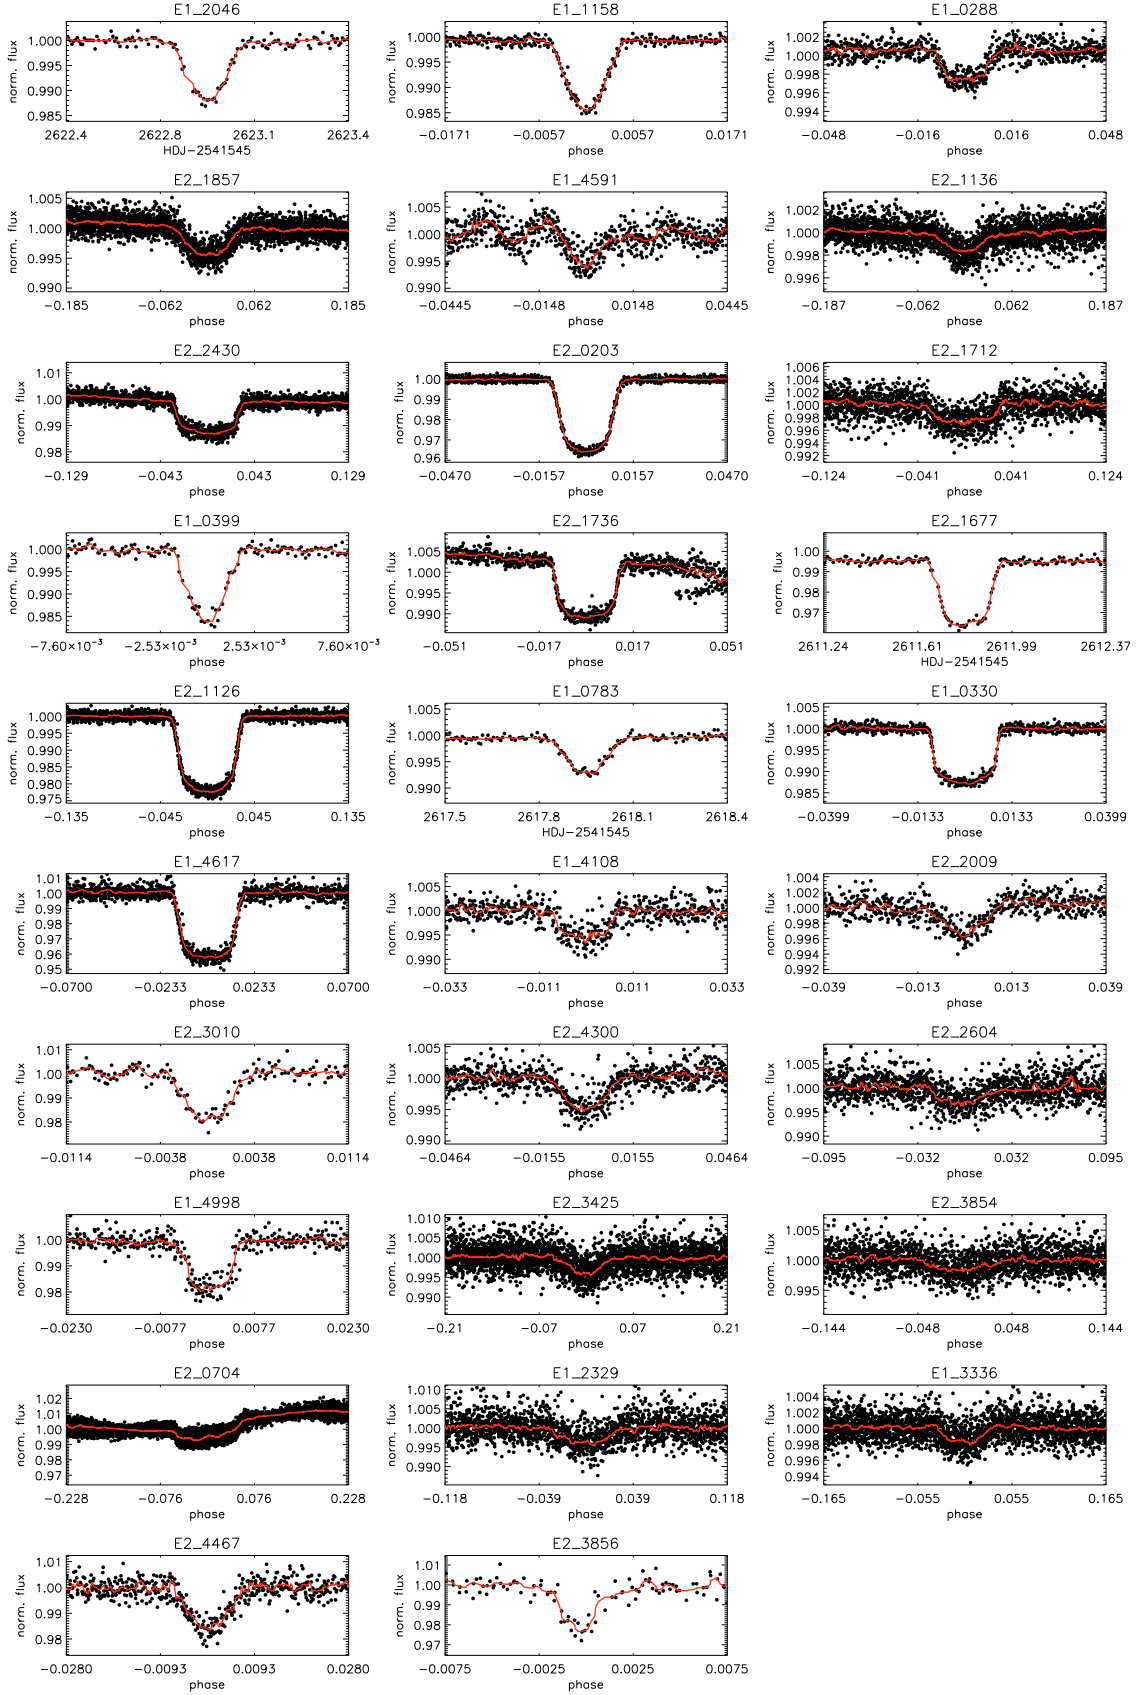 E1_2046 E1_1158 E1_0288
norm. flux 1.000 0.995 0.990 0.985 norm. flux 1.000 0.995 0.990 0.985 norm. flux 1.002 1.000 0.998 0.996 0.994
2622.4 2622.8 2623.1 2623.4 −0.0171 −0.0057 0.0057 0.0171 −0.048 −0.016 0.016 0.048
HDJ−2541545 phase phase
E2_1857 E1_4591 E2_1136
norm. flux 1.005 1.000 0.995 0.990 norm. flux 1.005 1.000 0.995 0.990 norm. flux 1.002 1.000 0.998 0.996
−0.185 −0.062 0.062 0.185 −0.0445 −0.0148 0.0148 0.0445 −0.187 −0.062 0.062 0.187
phase phase phase
E2_2430 E2_0203 E2_1712
norm. flux 1.01 1.00 0.99 0.98 norm. flux 1.00 0.99 0.98 0.97 0.96 norm. flux 1.006 1.004 1.002 1.000 0.998 0.996 0.994 0.992
−0.129 −0.043 0.043 0.129 −0.0470 −0.0157 0.0157 0.0470 −0.124 −0.041 0.041 0.124
phase phase phase
E1_0399 E2_1736 E2_1677
norm. flux 1.000 0.995 0.990 0.985 norm. flux 1.005 1.000 0.995 0.990 norm. flux 1.00 0.99 0.98 0.97
−7.60×10⁻³ −2.53×10⁻³ 2.53×10⁻³ 7.60×10⁻³ −0.051 −0.017 0.017 0.051 2611.24 2611.61 2611.99 2612.37
phase phase HDJ−2541545
E2_1126 E1_0783 E1_0330
norm. flux 1.000 0.995 0.990 0.985 0.980 0.975 norm. flux 1.005 1.000 0.995 0.990 norm. flux 1.005 1.000 0.995 0.990 0.985
−0.135 −0.045 0.045 0.135 2617.5 2617.8 2618.1 2618.4 −0.0399 −0.0133 0.0133 0.0399
phase HDJ−2541545 phase
E1_4617 E1_4108 E2_2009
norm. flux 1.01 1.00 0.99 0.98 0.97 0.96 0.95 norm. flux 1.005 1.000 0.995 0.990 norm. flux 1.004 1.002 1.000 0.998 0.996 0.994 0.992
−0.0700 −0.0233 0.0233 0.0700 −0.033 −0.011 0.011 0.033 −0.039 −0.013 0.013 0.039
phase phase phase
E2_3010 E2_4300 E2_2604
norm. flux 1.01 1.00 0.99 0.98 norm. flux 1.005 1.000 0.995 0.990 norm. flux 1.005 1.000 0.995 0.990
−0.0114 −0.0038 0.0038 0.0114 −0.0464 −0.0155 0.0155 0.0464 −0.095 −0.032 0.032 0.095
phase phase phase
E1_4998 E2_3425 E2_3854
norm. flux 1.00 0.99 0.98 norm. flux 1.010 1.005 1.000 0.995 0.990 norm. flux 1.005 1.000 0.995
−0.0230 −0.0077 0.0077 0.0230 −0.21 −0.07 0.07 0.21 −0.144 −0.048 0.048 0.144
phase phase phase
E2_0704 E1_2329 E1_3336
norm. flux 1.02 1.01 1.00 0.99 0.98 0.97 norm. flux 1.010 1.005 1.000 0.995 0.990 norm. flux 1.004 1.002 1.000 0.998 0.996 0.994
−0.228 −0.076 0.076 0.228 −0.118 −0.039 0.039 0.118 −0.165 −0.055 0.055 0.165
phase phase phase
E2_4467 E2_3856
norm. flux 1.01 1.00 0.99 0.98 norm. flux 1.01 1.00 0.99 0.98 0.97
−0.0280 −0.0093 0.0093 0.0280 −0.0075 −0.0025 0.0025 0.0075
phase phase